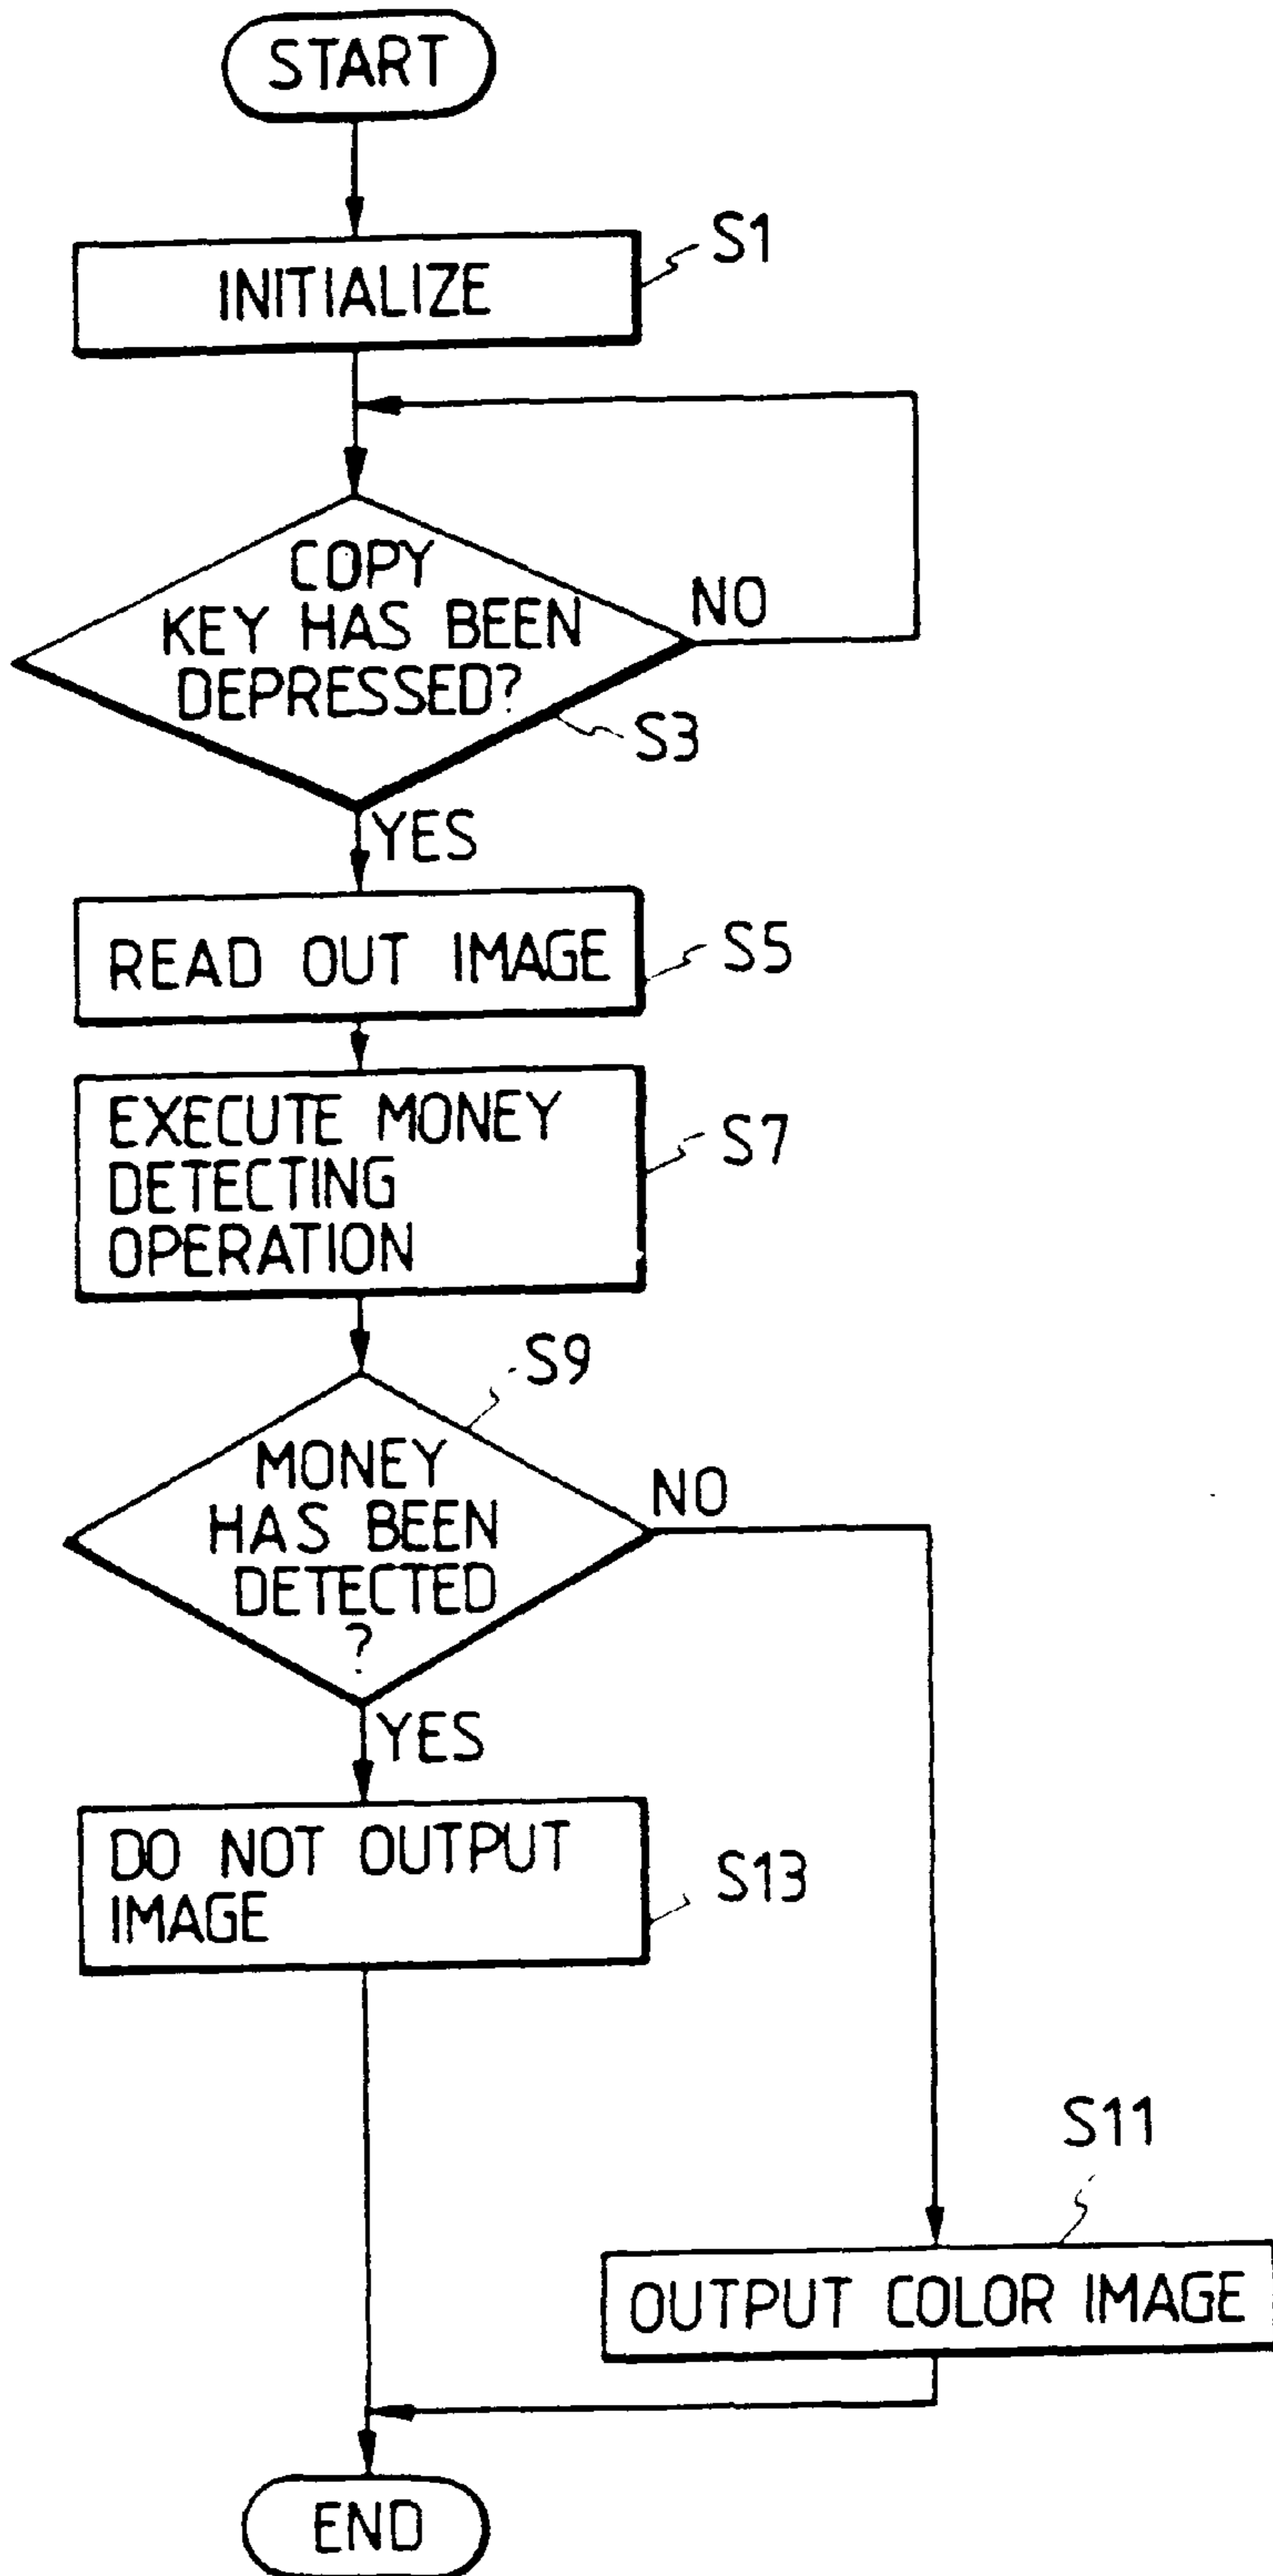 START
S1
INITIALIZE
COPY
KEY HAS BEEN
DEPRESSED?
NO
S3
YES
READ OUT IMAGE
S5
EXECUTE MONEY
DETECTING
OPERATION
S7
S9
MONEY
HAS BEEN
DETECTED
?
NO
YES
DO NOT OUTPUT
IMAGE
S13
S11
OUTPUT COLOR IMAGE
END